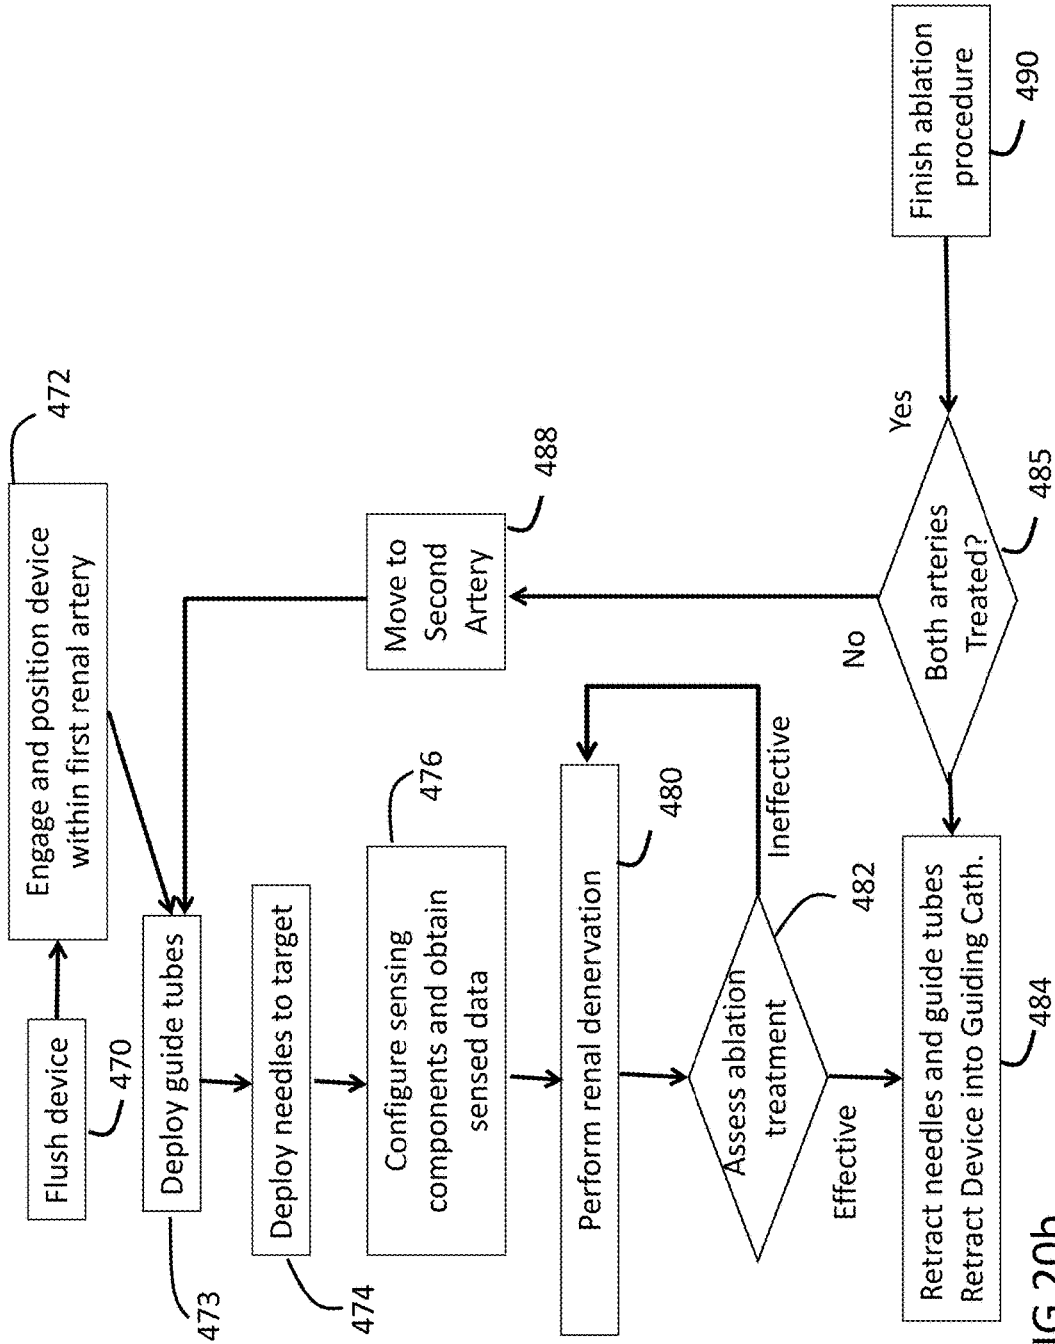 Flush device
470
Engage and position device
within first renal artery
472
Deploy guide tubes
473
Deploy needles to target
474
Configure sensing
components and obtain
sensed data
476
Move to
Second
Artery
488
Perform renal denervation
480
Assess ablation
treatment
482
Ineffective
Effective
Retract needles and guide tubes
Retract Device into Guiding Cath.
484
No
Both arteries
Treated?
485
Yes
Finish ablation
procedure
490
20b